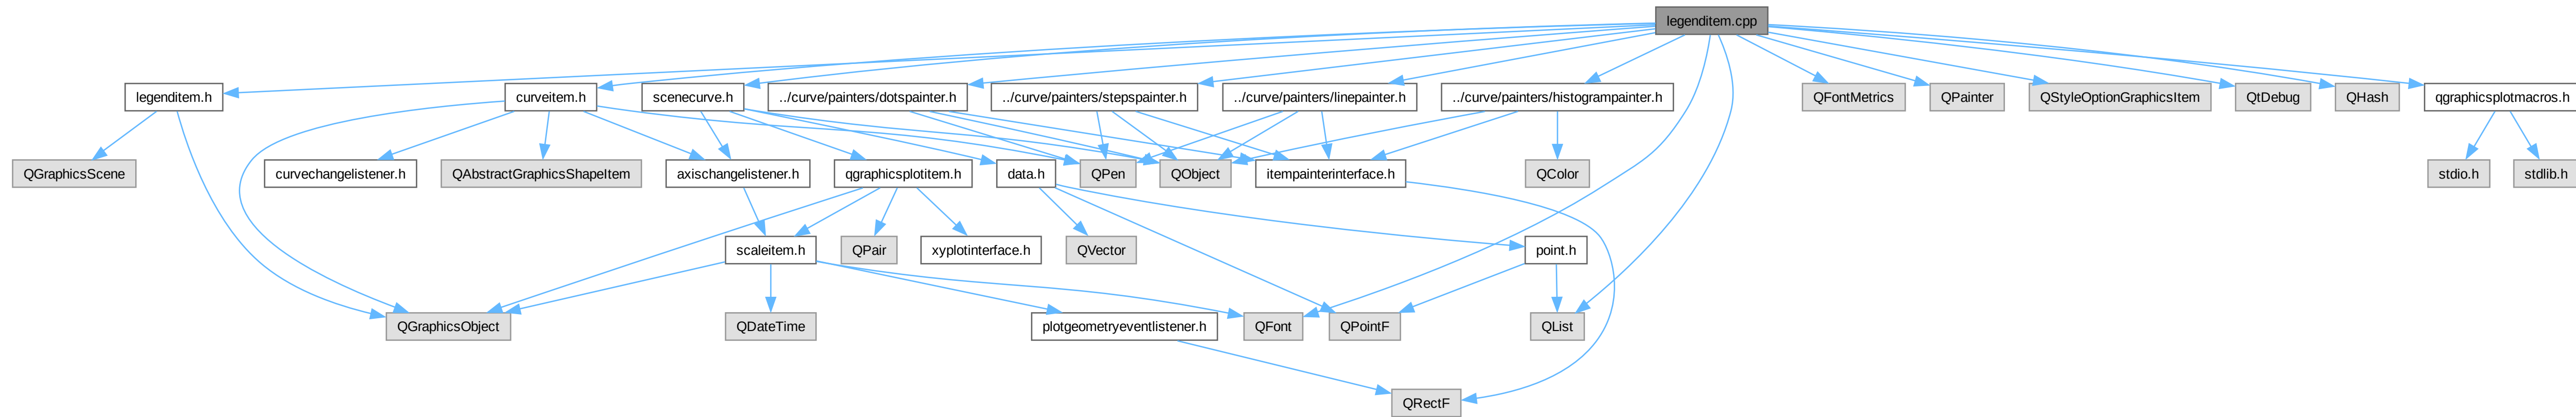 legenditem.cpp
legenditem.h
curveitem.h
scenecurve.h
../curve/painters/dotspainter.h
../curve/painters/stepspainter.h
../curve/painters/linepainter.h
../curve/painters/histogrampainter.h
QFontMetrics
QPainter
QStyleOptionGraphicsItem
QtDebug
QHash
qgraphicsplotmacros.h
QGraphicsScene
curvechangelistener.h
QAbstractGraphicsShapeItem
axischangelistener.h
qgraphicsplotitem.h
data.h
QPen
QObject
itempainterinterface.h
QColor
stdio.h
stdlib.h
scaleitem.h
QPair
xyplotinterface.h
QVector
point.h
QGraphicsObject
QDateTime
plotgeometryeventlistener.h
QFont
QPointF
QList
QRectF